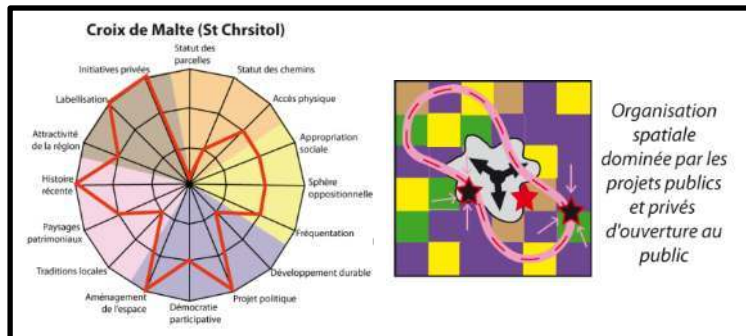 Croix de Malte (St Chrsitol)
Statut des
parcelles
Statut des chemins
Accès physique
Appropriation
sociale
Sphère
oppositionnelle
Fréquentation
Développement durable
Projet politique
Démocratie
participative
Aménagement
de l'espace
Traditions locales
Paysages
patrimoniaux
Histoire
récente
Attractivité
de la région
Labellisation
Initiatives privées
Organisation
spatiale
dominée par les
projets publics
et privés
d'ouverture au
public